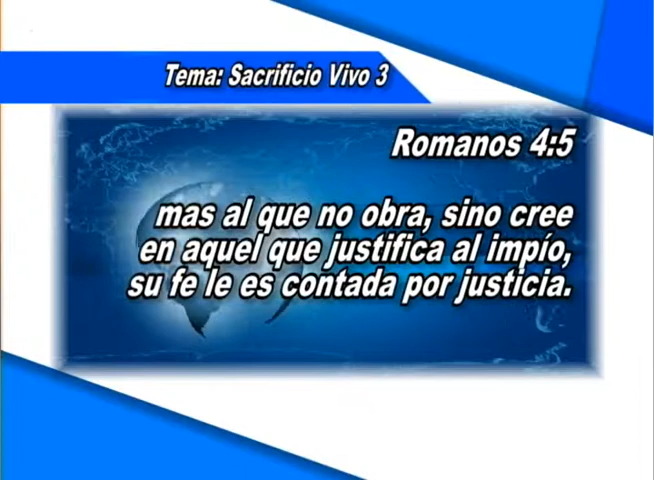 Tema: Sacrificio Vivo 3
Romanos 4:5
mas al que no obra, sino cree
en aquel que justifica al impío,
su fe le es contada por justicia.